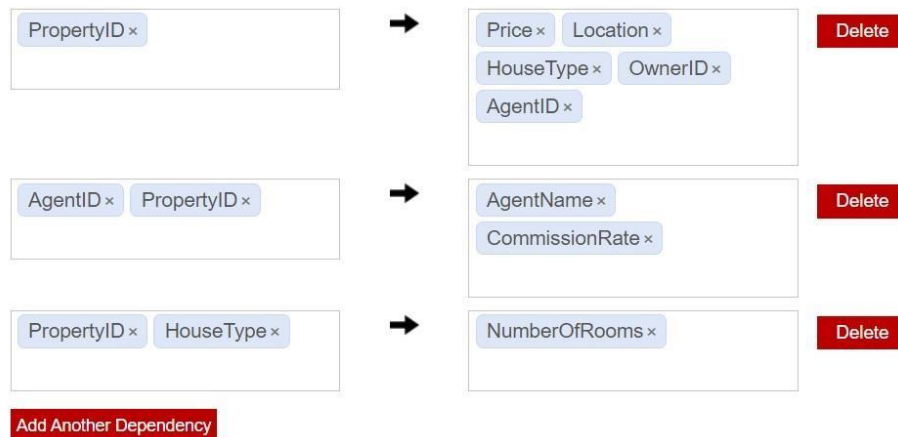 PropertyID × Price × Location × Delete
HouseType × OwnerID ×
AgentID ×
AgentID × PropertyID × AgentName × Delete
CommissionRate ×
PropertyID × HouseType × NumberOfRooms × Delete
Add Another Dependency